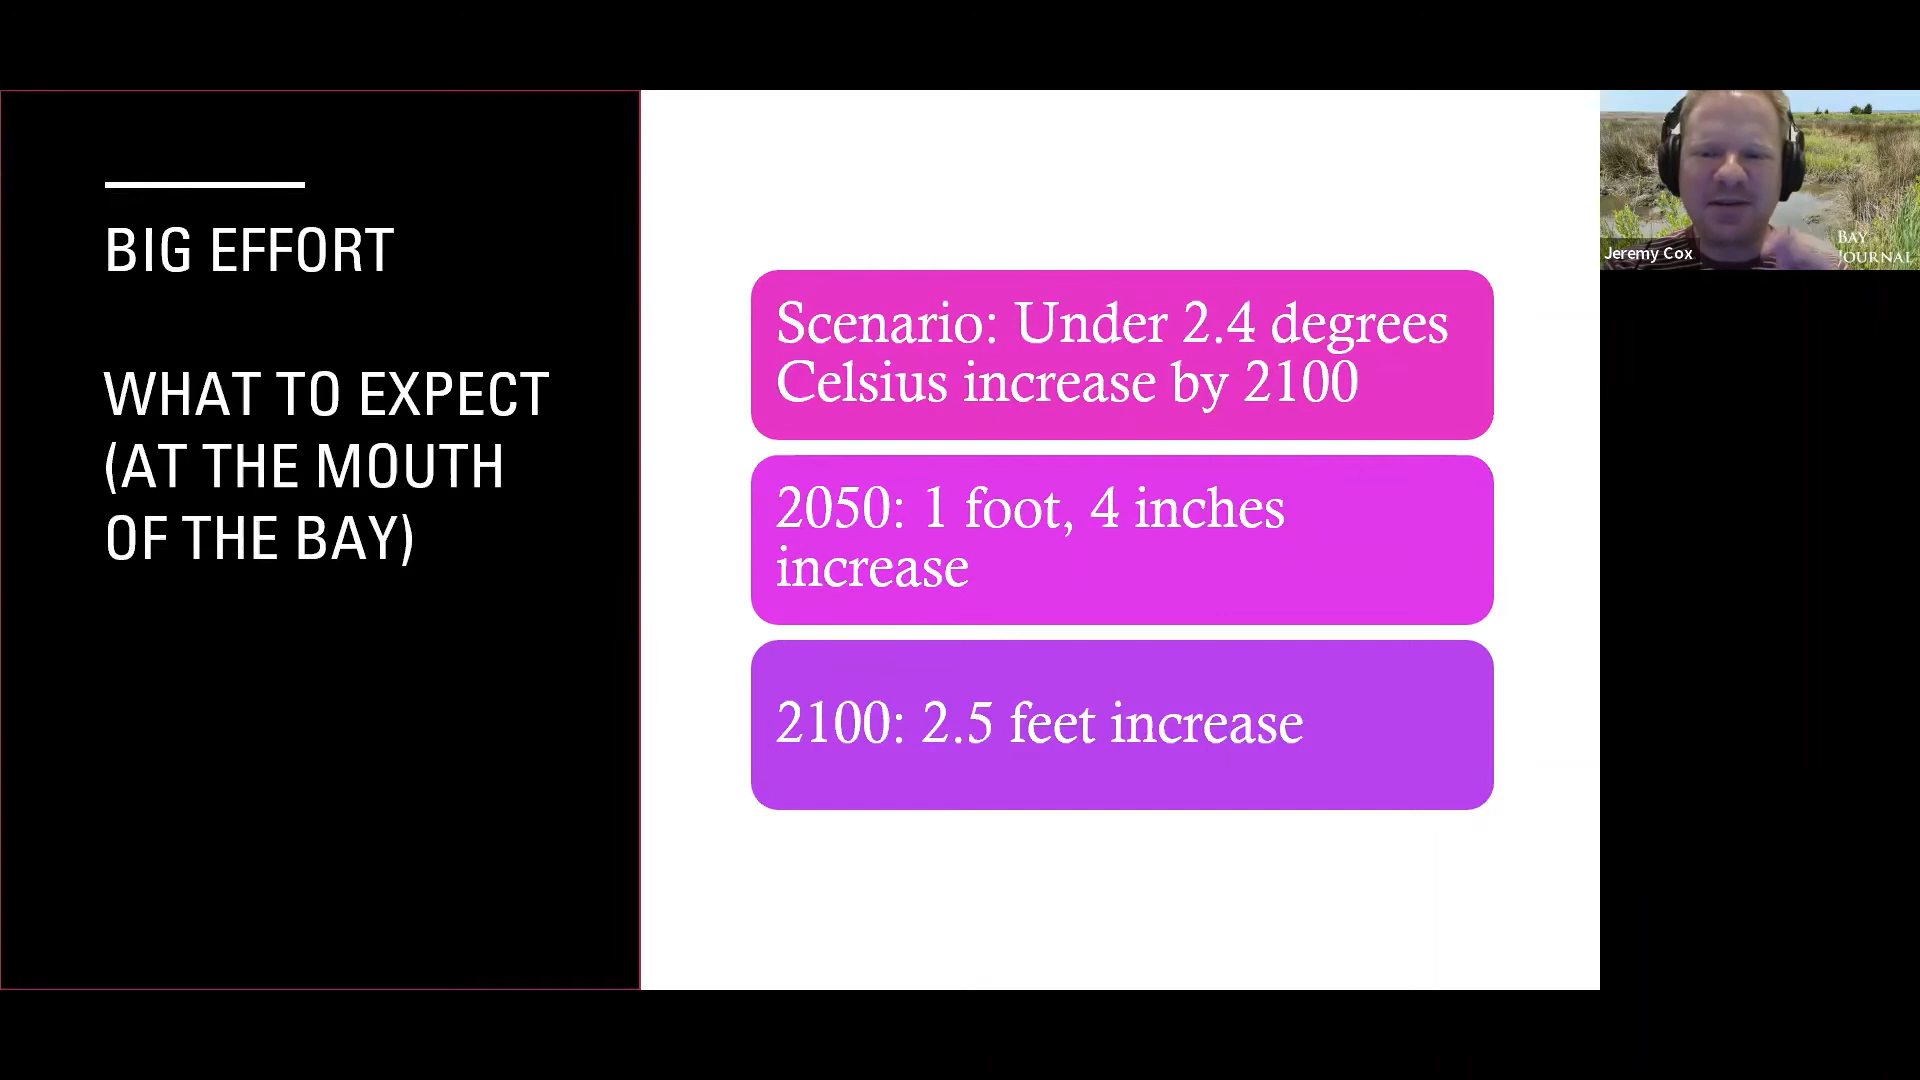 BIG EFFORT
WHAT TO EXPECT
(AT THE MOUTH
OF THE BAY)
Scenario: Under 2.4 degrees
Celsius increase by 2100
2050: 1 foot, 4 inches
increase
2100: 2.5 feet increase
Jeremy Cox
BAY
JOURNAL